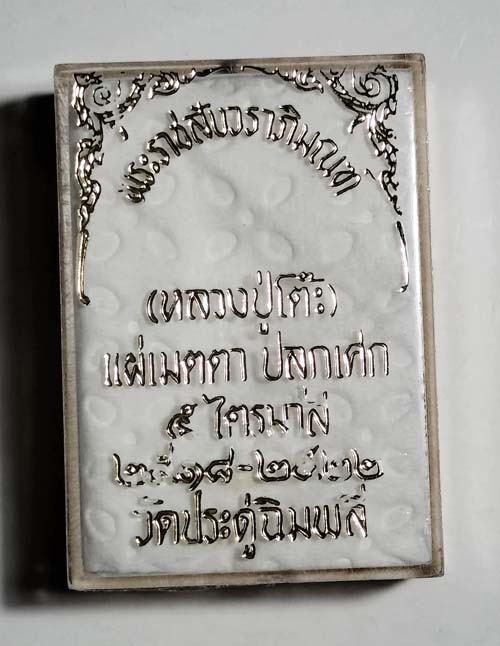 พระราชสังวราภิมณฑ์
(หลวงปู่โต๊ะ)
แผ่เมตตา ปลุกเศก
๕ ไตรมาส
๒๕๑๘-๒๕๒๒
วัดประดู่ฉิมพลี